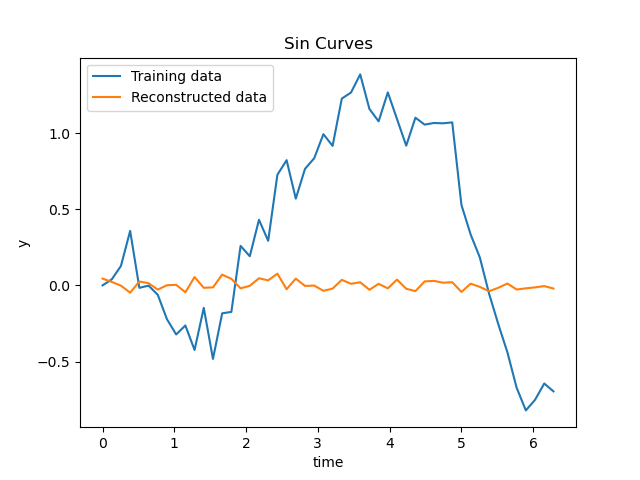 Sin Curves
Training data
Reconstructed data
1.0
0.5
0.0
−0.5
y
0 1 2 3 4 5 6
time